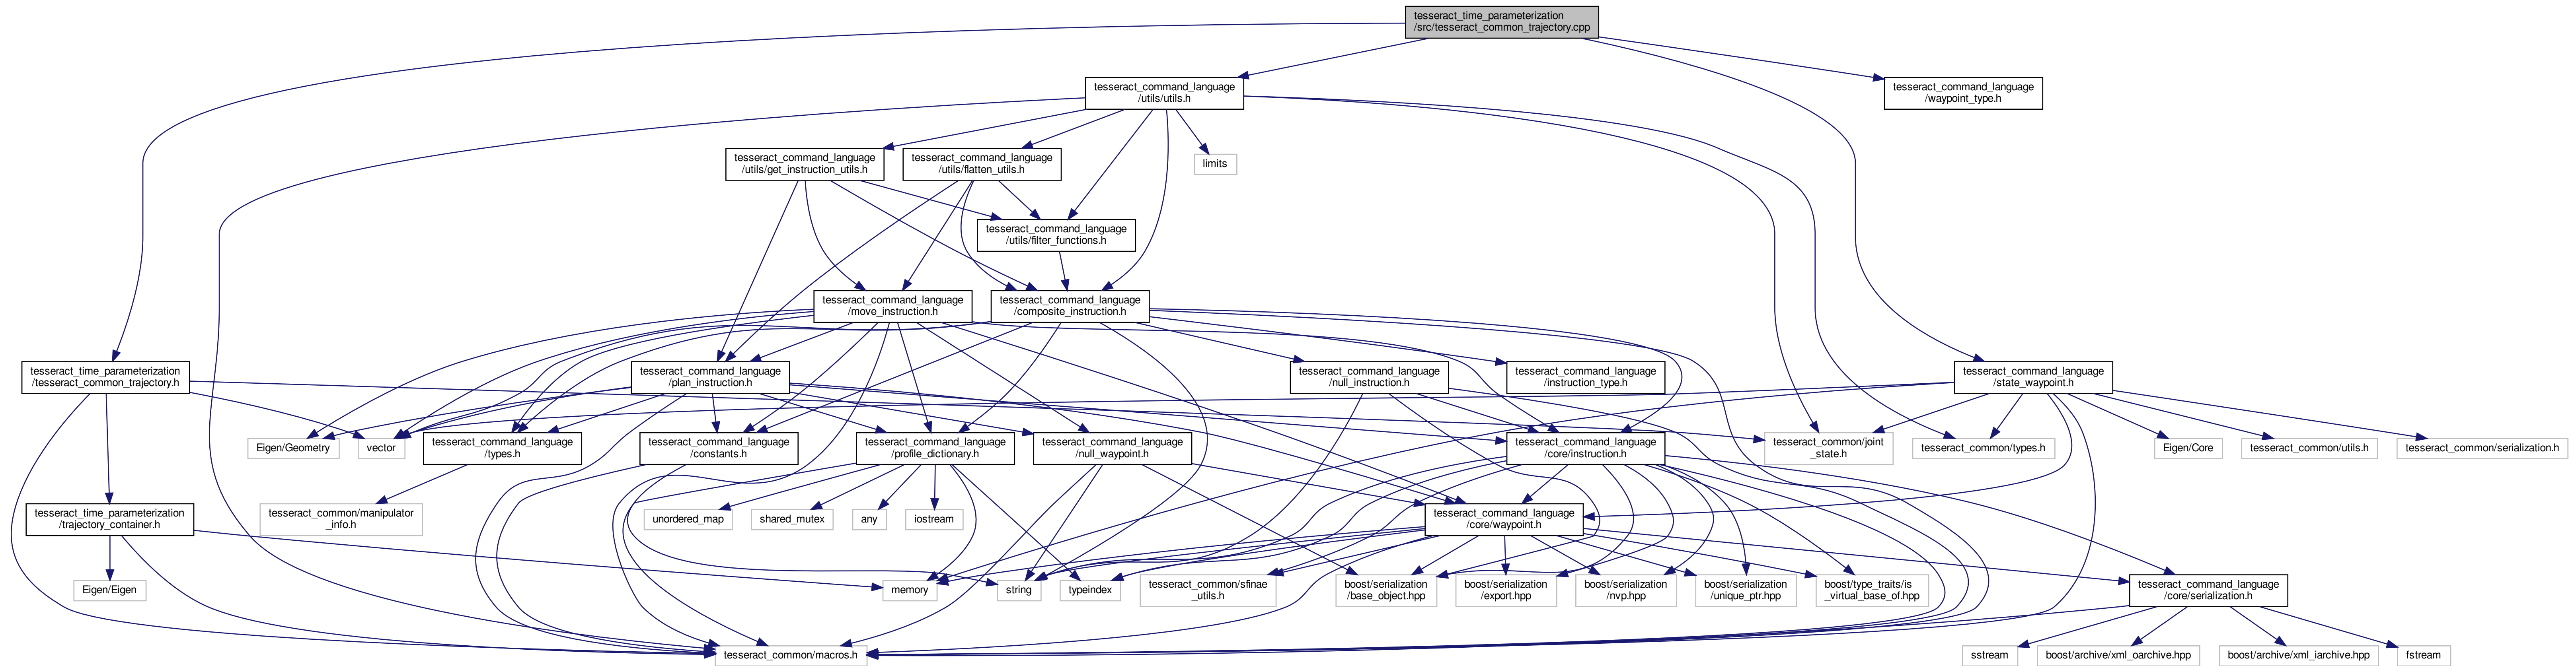 tesseract_time_parameterization
/src/tesseract_common_trajectory.cpp
tesseract_command_language
/utils/utils.h
tesseract_command_language
/waypoint_type.h
tesseract_command_language
/utils/get_instruction_utils.h
tesseract_command_language
/utils/flatten_utils.h
limits
tesseract_command_language
/utils/filter_functions.h
tesseract_command_language
/move_instruction.h
tesseract_command_language
/composite_instruction.h
tesseract_time_parameterization
/tesseract_common_trajectory.h
tesseract_command_language
/plan_instruction.h
tesseract_command_language
/null_instruction.h
tesseract_command_language
/instruction_type.h
tesseract_command_language
/state_waypoint.h
Eigen/Geometry
vector
tesseract_command_language
/types.h
tesseract_command_language
/constants.h
tesseract_command_language
/profile_dictionary.h
tesseract_command_language
/null_waypoint.h
tesseract_command_language
/core/instruction.h
tesseract_common/joint
_state.h
tesseract_common/types.h
Eigen/Core
tesseract_common/utils.h
tesseract_common/serialization.h
tesseract_time_parameterization
/trajectory_container.h
tesseract_common/manipulator
_info.h
unordered_map
shared_mutex
any
iostream
tesseract_command_language
/core/waypoint.h
Eigen/Eigen
memory
string
typeindex
tesseract_common/sfinae
_utils.h
boost/serialization
/base_object.hpp
boost/serialization
/export.hpp
boost/serialization
/nvp.hpp
boost/serialization
/unique_ptr.hpp
boost/type_traits/is
_virtual_base_of.hpp
tesseract_command_language
/core/serialization.h
tesseract_common/macros.h
sstream
boost/archive/xml_oarchive.hpp
boost/archive/xml_iarchive.hpp
fstream